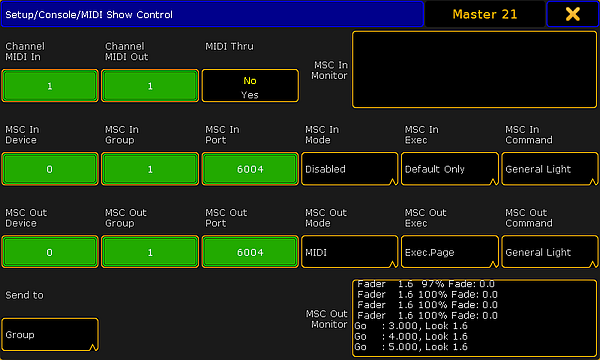 Setup/Console/MIDI Show Control
Master 21
Channel
MIDI In
Channel
MIDI Out
MIDI Thru
1
1
No
Yes
MSC In
Monitor
MSC In
Device
MSC In
Group
MSC In
Port
MSC In
Mode
MSC In
Exec
MSC In
Command
0
1
6004
Disabled
Default Only
General Light
MSC Out
Device
MSC Out
Group
MSC Out
Port
MSC Out
Mode
MSC Out
Exec
MSC Out
Command
0
1
6004
MIDI
Exec.Page
General Light
Send to
Group
MSC Out
Monitor
Fader 1.6 97% Fade: 0.0
Fader 1.6 100% Fade: 0.0
Fader 1.6 100% Fade: 0.0
Fader 1.6 100% Fade: 0.0
Go : 3.000, Look 1.6
Go : 4.000, Look 1.6
Go : 5.000, Look 1.6